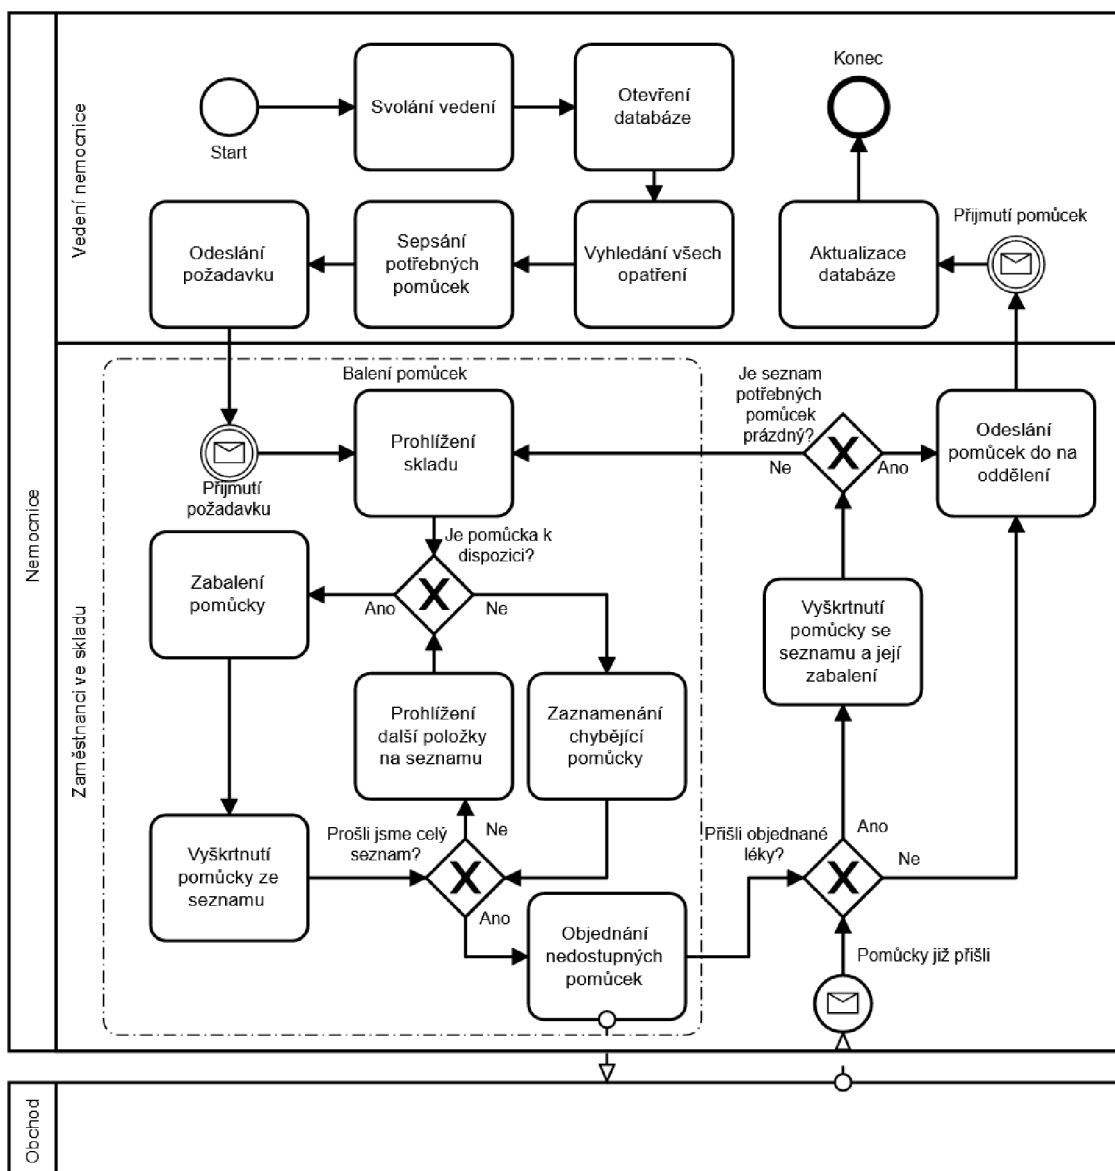 Nemocnice
Vedení nemocnice
Start
Svolání vedení
Otevření
databáze
Konec
Odeslání
požadavku
Sepsání
potřebných
pomůcek
Vyhledání všech
opatření
Aktualizace
databáze
Přijmutí pomůcek
Zaměstnanci ve skladu
Balení pomůcek
Přijmutí
požadavku
Prohlížení
skladu
Je seznam
potřebných
pomůcek
prázdný?
Ne
Ano
Odeslání
pomůcek do na
oddělení
Je pomůcka k
dispozici?
Ano
Ne
Zabalení
pomůcky
Prohlížení
další položky
na seznamu
Zaznamenání
chybějící
pomůcky
Vyškrtnutí
pomůcky se
seznamu a její
zabalení
Vyškrtnutí
pomůcky ze
seznamu
Prošli jsme celý
seznam?
Ne
Ano
Objednání
nedostupných
pomůcek
Přišli objednané
léky?
Ano
Ne
Pomůcky již přišli
Obchod